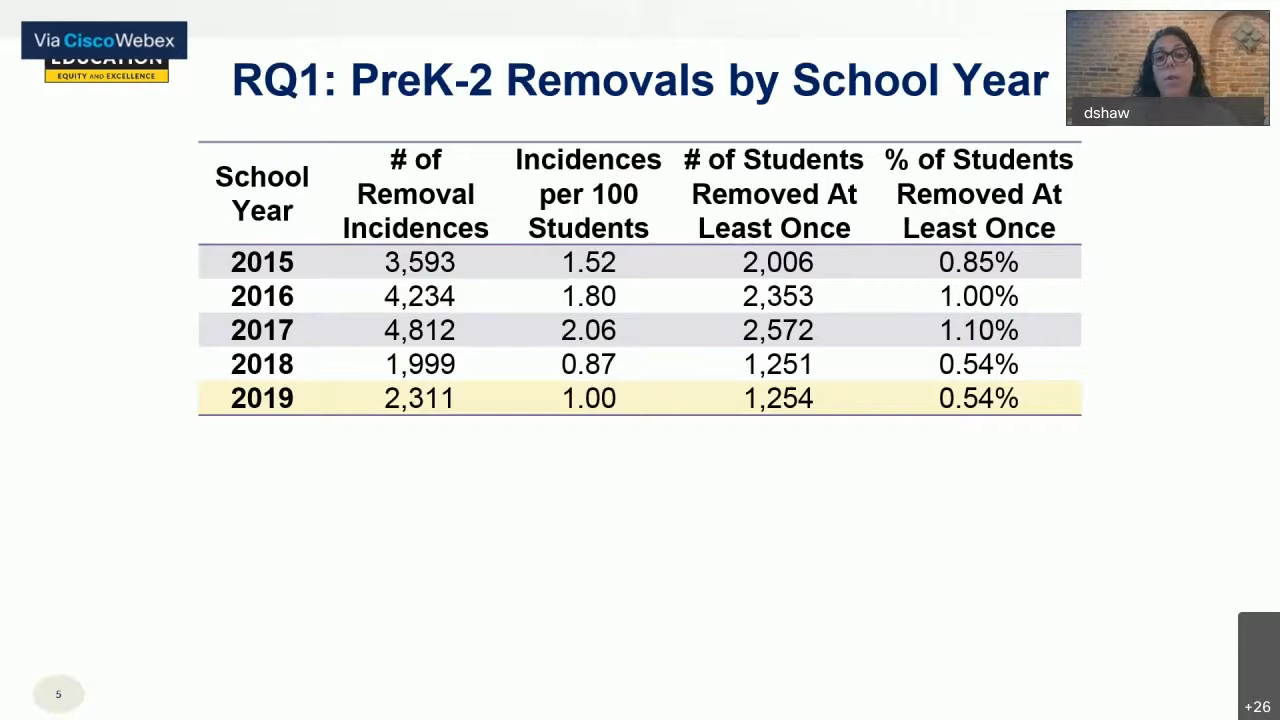 Via CiscoWebex
EDUCATION
EQUITY AND EXCELLENCE
RQ1: PreK-2 Removals by School Year
dshaw
School Year # of Removal Incidences Incidences per 100 Students # of Students Removed At Least Once % of Students Removed At Least Once
2015 3,593 1.52 2,006 0.85%
2016 4,234 1.80 2,353 1.00%
2017 4,812 2.06 2,572 1.10%
2018 1,999 0.87 1,251 0.54%
2019 2,311 1.00 1,254 0.54%
5
+26